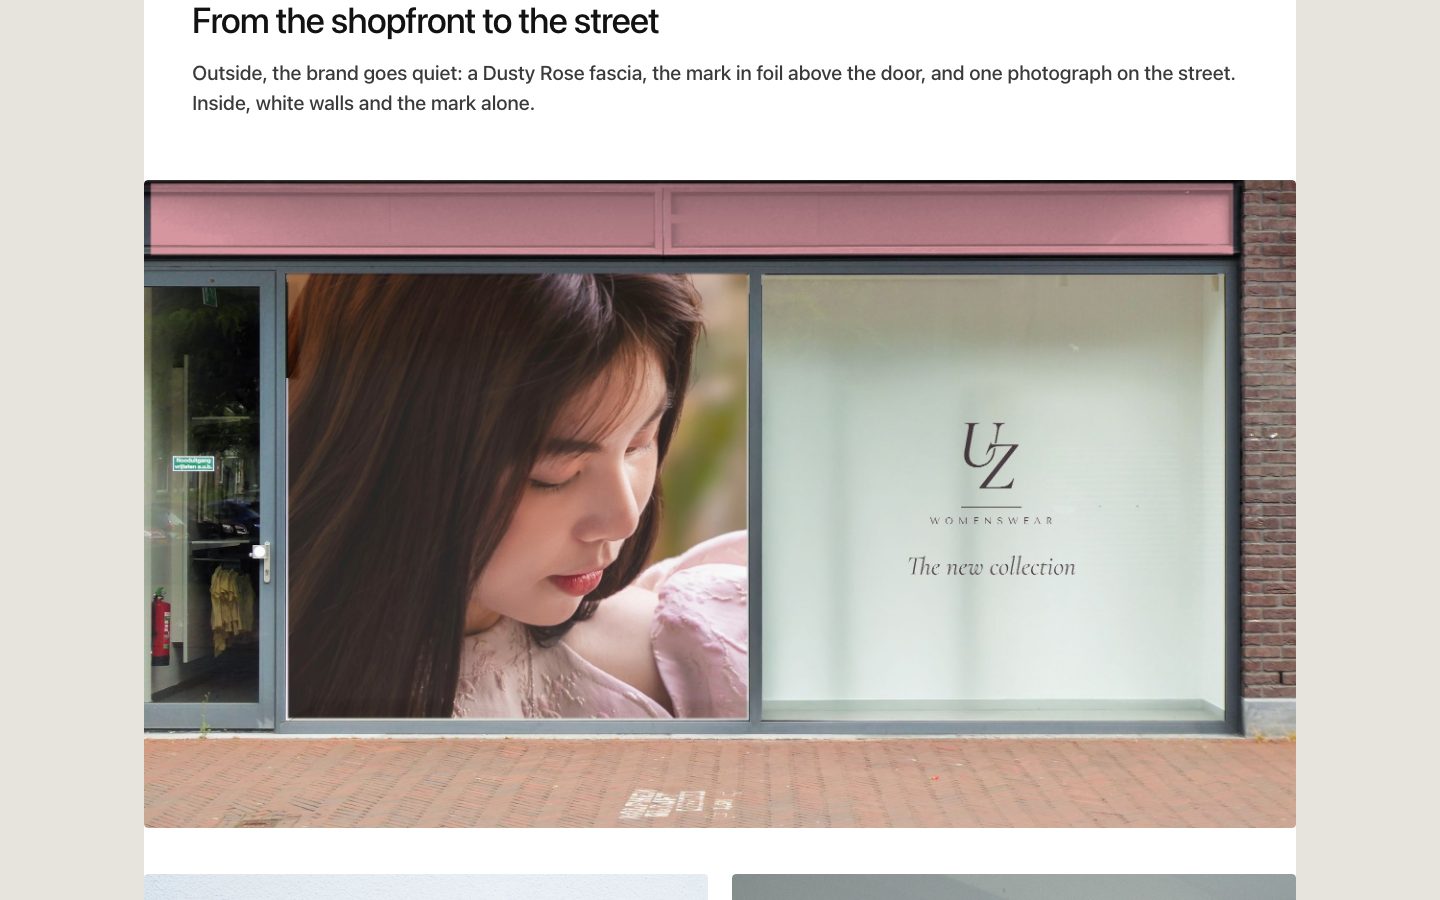 From the shopfront to the street
Outside, the brand goes quiet: a Dusty Rose fascia, the mark in foil above the door, and one photograph on the street.
Inside, white walls and the mark alone.
Nooduitgang
vrijlaten a.u.b.
UZ
WOMENSWEAR
The new collection